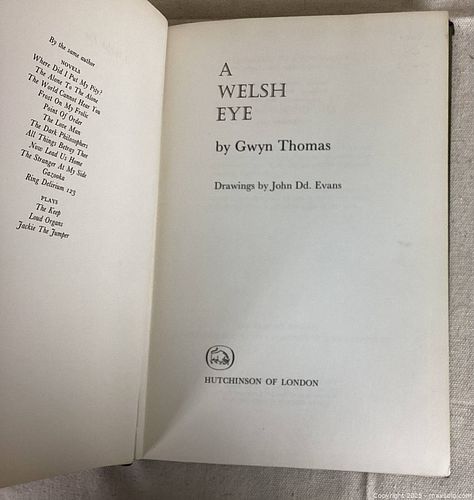 By the same author
NOVELS
Where Did I Put My Pity?
The Alone To The Alone
The World Cannot Hear You
Frost On My Frolic
Point Of Order
The Love Man
The Dark Philosophers
All Things Betray Thee
Now Lead Us Home
The Stranger At My Side
Gazooka
Ring Delirium 123
PLAYS
The Keep
Loud Organs
Jackie The Jumper
A
WELSH
EYE
by Gwyn Thomas
Drawings by John Dd. Evans
HUTCHINSON OF LONDON